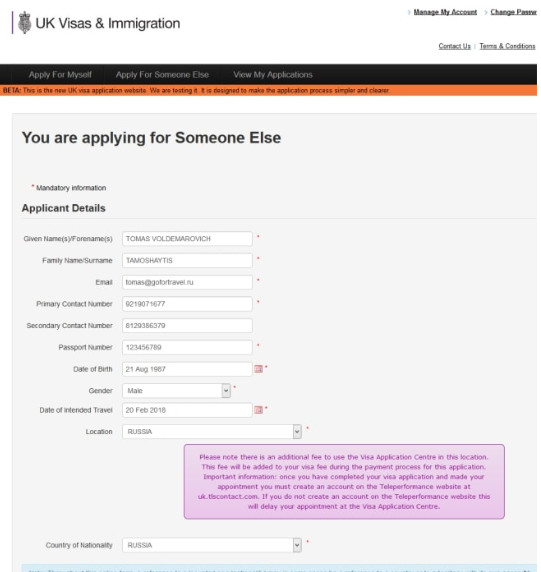 > Manage My Account > Change Passw
UK Visas & Immigration
Contact Us | Terms & Conditions
Apply For Myself Apply For Someone Else View My Applications
BETA: This is the new UK visa application website. We are testing it. It is designed to make the application process simpler and clearer.
You are applying for Someone Else
* Mandatory information
Applicant Details
Given Name(s)/Forename(s) TOMAS VOLDEMAROVICH *
Family Name/Surname TAMOSHAYTIS *
Email tomas@gofortravel.ru *
Primary Contact Number 9219071677 *
Secondary Contact Number 8129386379
Passport Number 123456789 *
Date of Birth 21 Aug 1987 *
Gender Male *
Date of Intended Travel 20 Feb 2018 *
Location RUSSIA *
Please note there is an additional fee to use the Visa Application Centre in this location.
This fee will be added to your visa fee during the payment process for this application.
Important information: once you have completed your visa application and made your
appointment you must create an account on the Teleperformance website at
uk.tlscontact.com. If you do not create an account on the Teleperformance website this
will delay your appointment at the Visa Application Centre.
Country of Nationality RUSSIA *